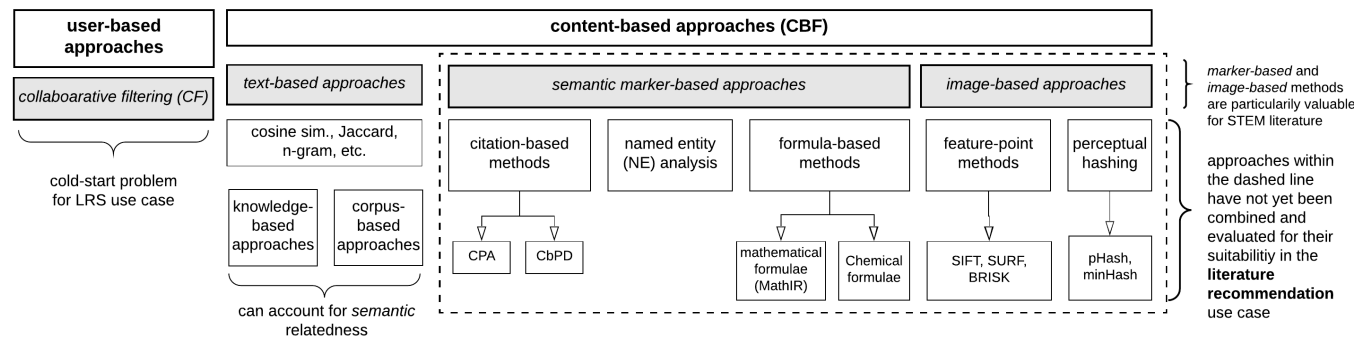 user-based
approaches
content-based approaches (CBF)
collaboarative filtering (CF)
text-based approaches
semantic marker-based approaches
image-based approaches
marker-based and
image-based methods
are particularily valuable
for STEM literature
cosine sim., Jaccard,
n-gram, etc.
citation-based
methods
named entity
(NE) analysis
formula-based
methods
feature-point
methods
perceptual
hashing
cold-start problem
for LRS use case
knowledge-
based
approaches
corpus-
based
approaches
CPA
CbPD
mathematical
formulae
(MathIR)
Chemical
formulae
SIFT, SURF,
BRISK
pHash,
minHash
can account for semantic
relatedness
approaches within
the dashed line
have not yet been
combined and
evaluated for their
suitabilitiy in the
literature
recommendation
use case